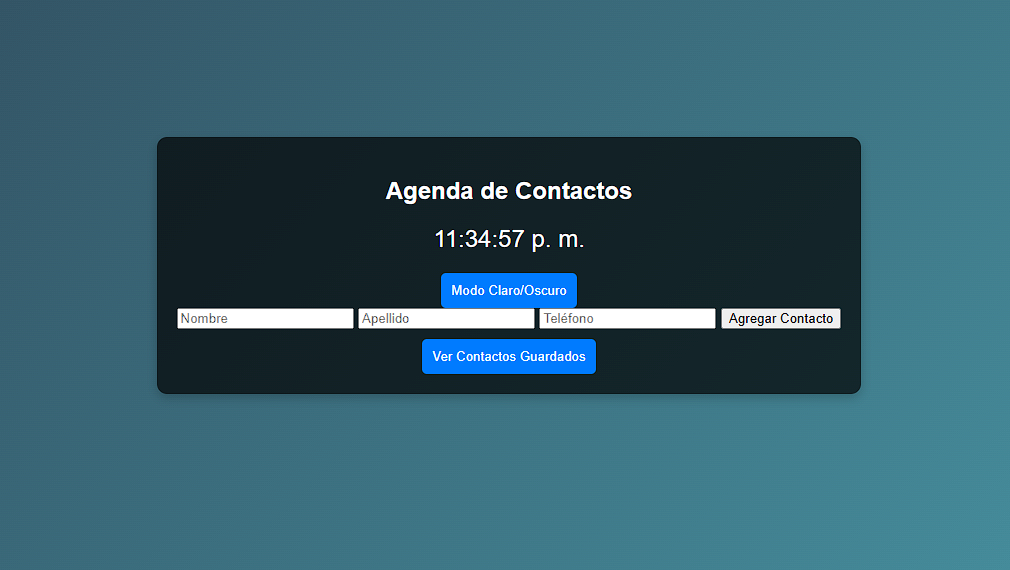 Agenda de Contactos
11:34:57 p. m.
Modo Claro/Oscuro
Nombre Apellido Teléfono Agregar Contacto
Ver Contactos Guardados